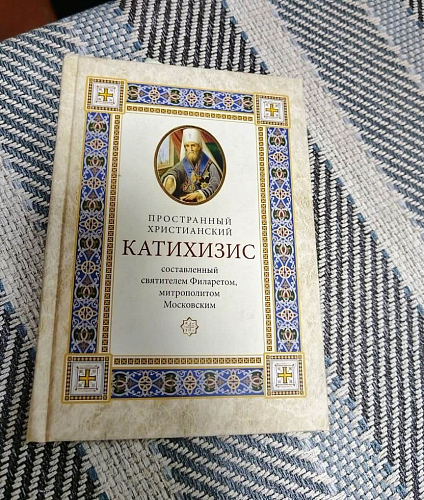 ПРОСТРАННЫЙ
ХРИСТИАНСКИЙ
КАТИХИЗИС
составленный
святителем Филаретом,
митрополитом
Московским